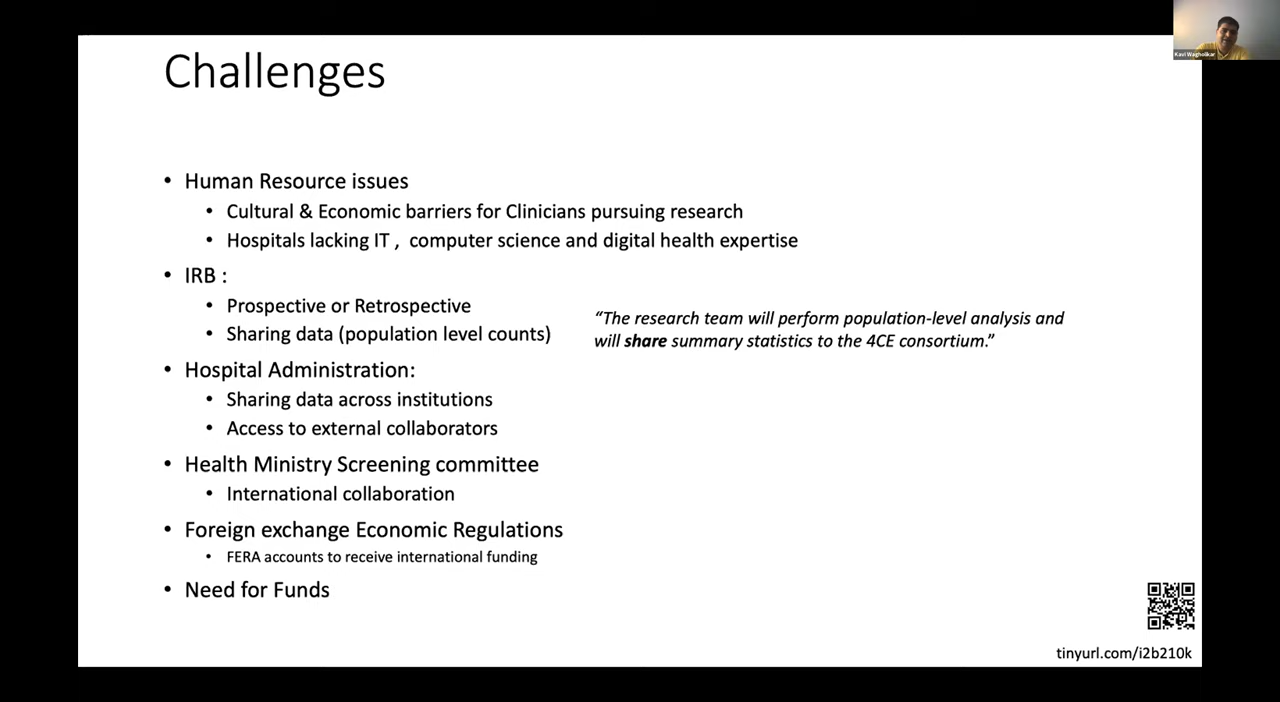 Challenges
Kavi Wagholikar
• Human Resource issues
• Cultural & Economic barriers for Clinicians pursuing research
• Hospitals lacking IT , computer science and digital health expertise
• IRB :
• Prospective or Retrospective
• Sharing data (population level counts)
“The research team will perform population-level analysis and
will share summary statistics to the 4CE consortium.”
• Hospital Administration:
• Sharing data across institutions
• Access to external collaborators
• Health Ministry Screening committee
• International collaboration
• Foreign exchange Economic Regulations
• FERA accounts to receive international funding
• Need for Funds
tinyurl.com/i2b210k